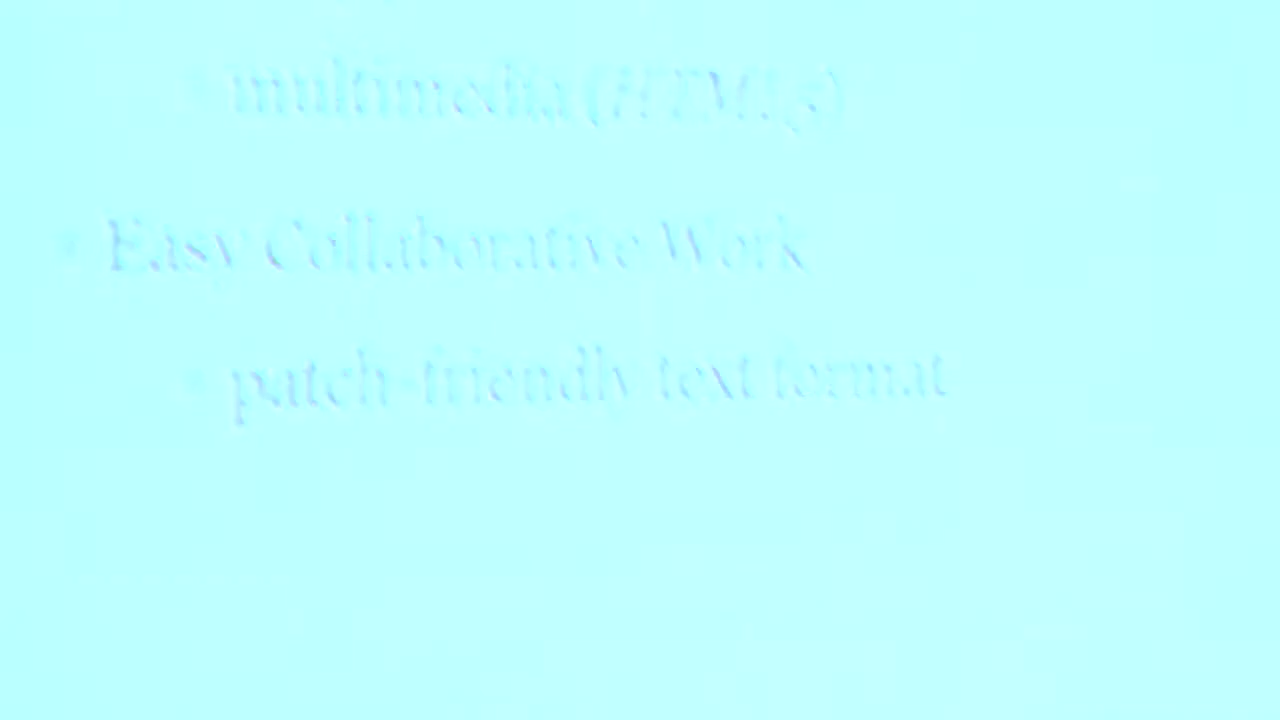 • multimedia (HTML5)
• Easy Collaborative Work
• patch-friendly text format